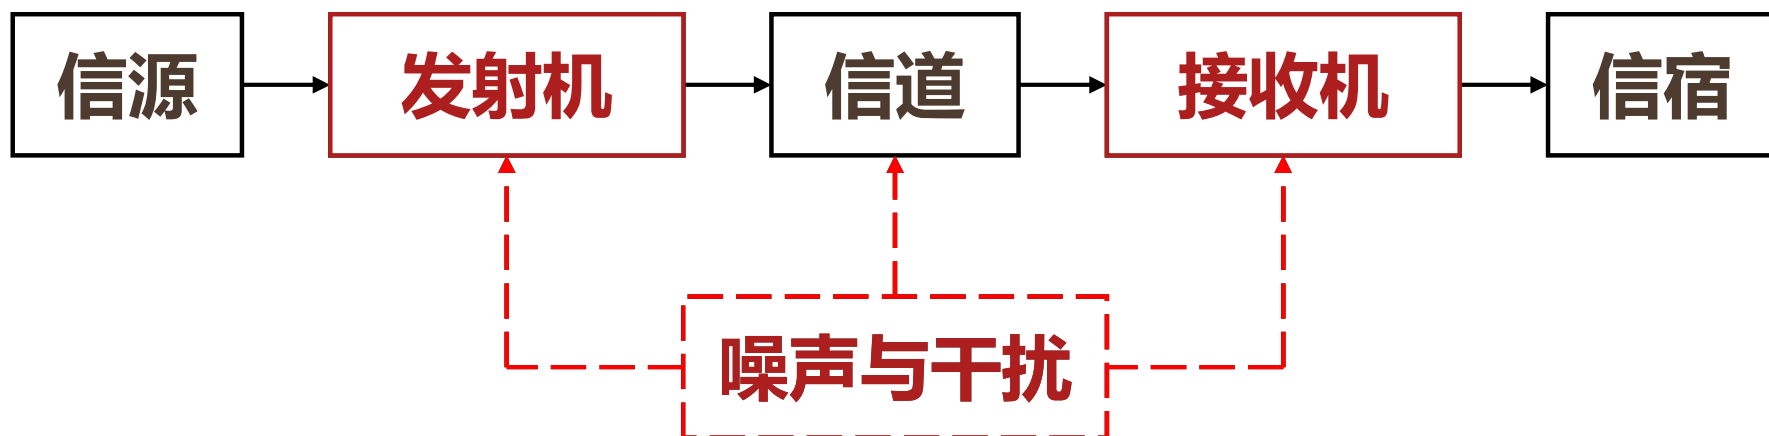 信源
发射机
信道
接收机
信宿
噪声与干扰